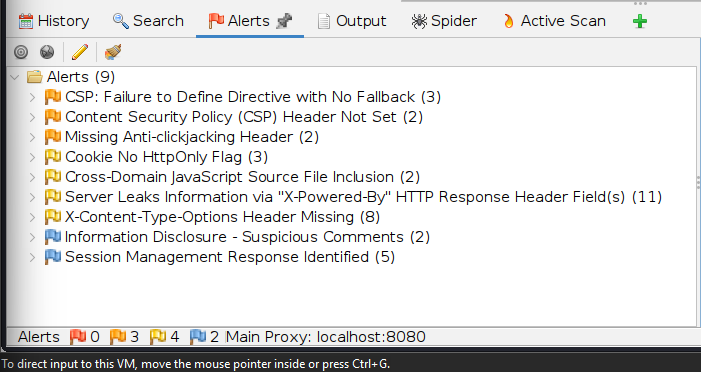 History Search Alerts Output Spider Active Scan
Alerts (9)
CSP: Failure to Define Directive with No Fallback (3)
Content Security Policy (CSP) Header Not Set (2)
Missing Anti-clickjacking Header (2)
Cookie No HttpOnly Flag (3)
Cross-Domain JavaScript Source File Inclusion (2)
Server Leaks Information via "X-Powered-By" HTTP Response Header Field(s) (11)
X-Content-Type-Options Header Missing (8)
Information Disclosure - Suspicious Comments (2)
Session Management Response Identified (5)
Alerts 0 3 4 2 Main Proxy: localhost:8080
To direct input to this VM, move the mouse pointer inside or press Ctrl+G.